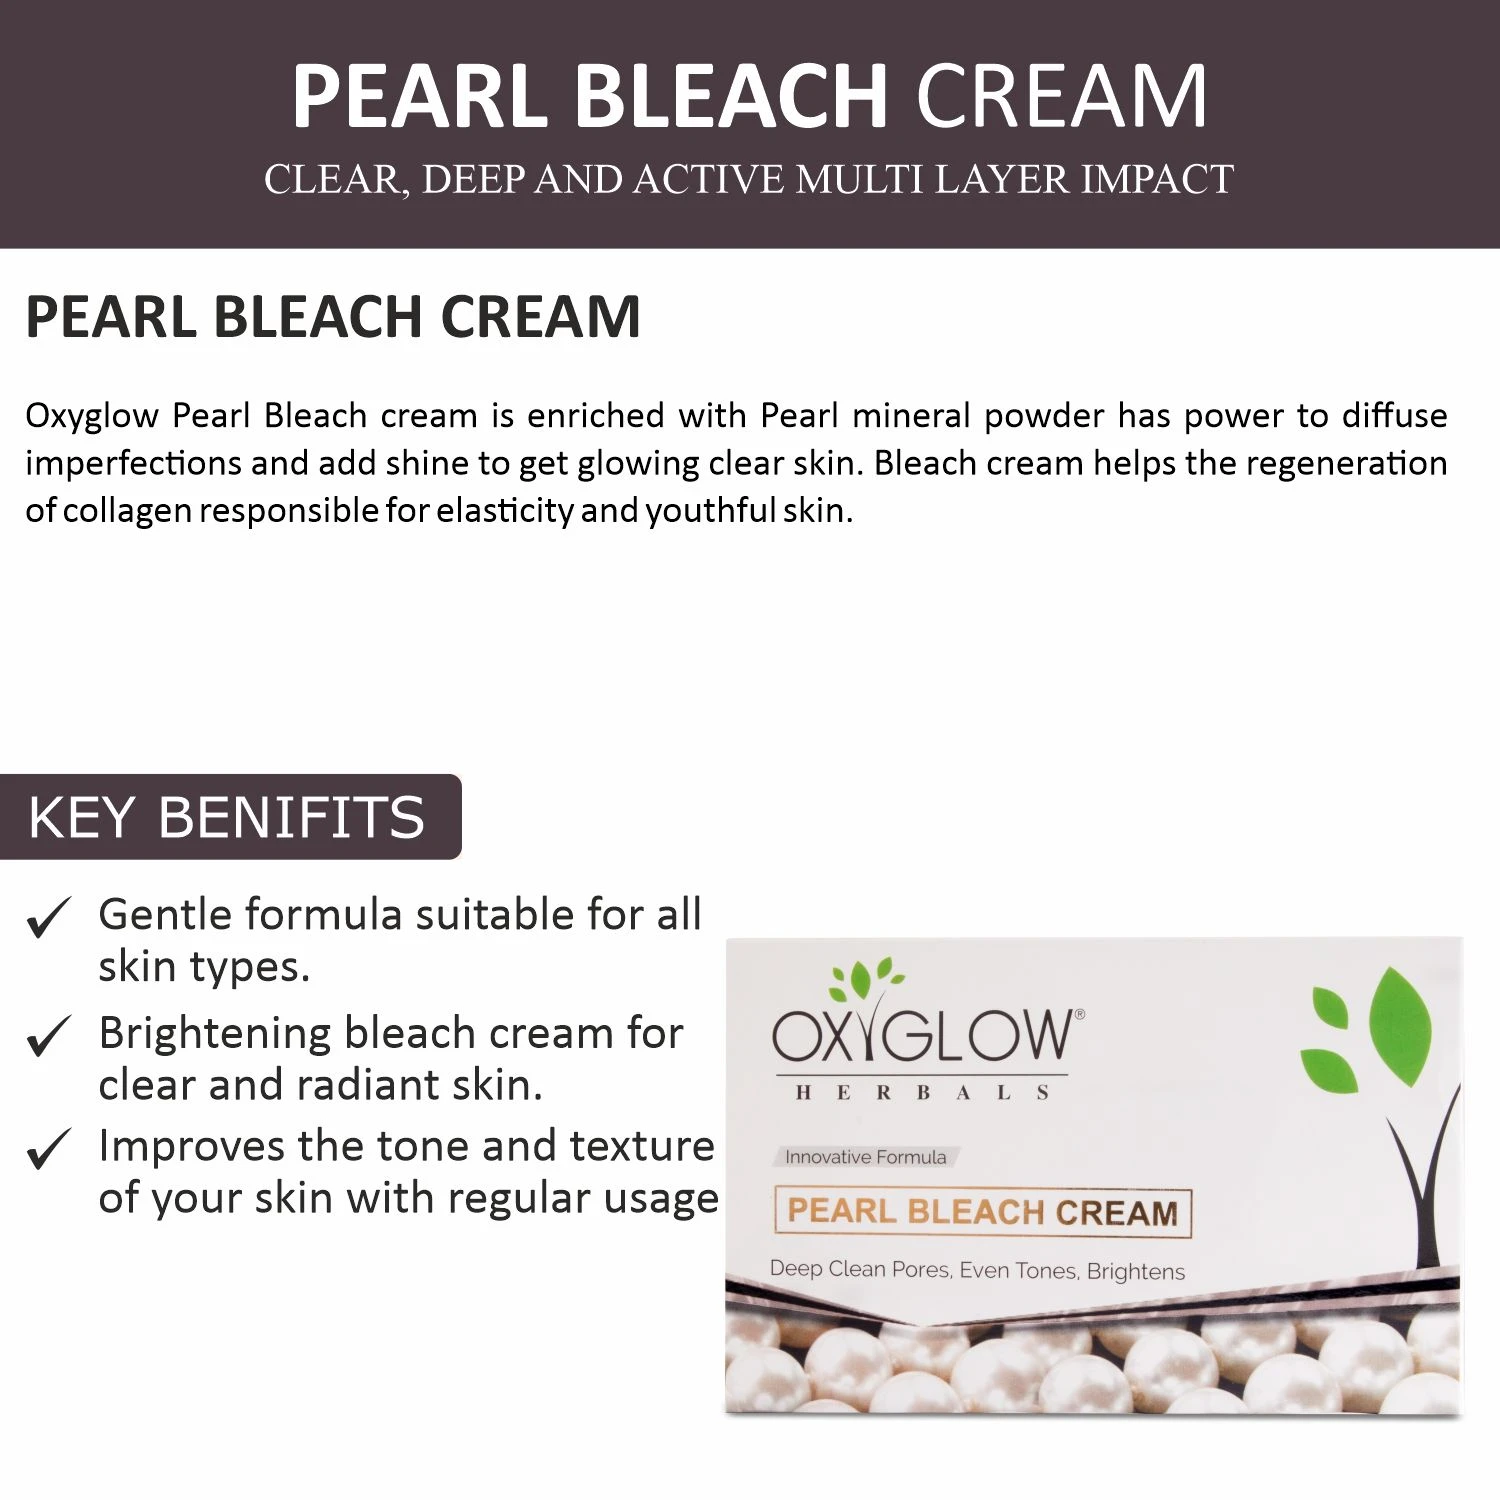 PEARL BLEACH CREAM
CLEAR, DEEP AND ACTIVE MULTI LAYER IMPACT
PEARL BLEACH CREAM
Oxyglow Pearl Bleach cream is enriched with Pearl mineral powder has power to diffuse
imperfections and add shine to get glowing clear skin. Bleach cream helps the regeneration
of collagen responsible for elasticity and youthful skin.
KEY BENIFITS
✓ Gentle formula suitable for all
skin types.
✓ Brightening bleach cream for
clear and radiant skin.
✓ Improves the tone and texture
of your skin with regular usage
OXYGLOW®
HERBALS
Innovative Formula
PEARL BLEACH CREAM
Deep Clean Pores, Even Tones, Brightens